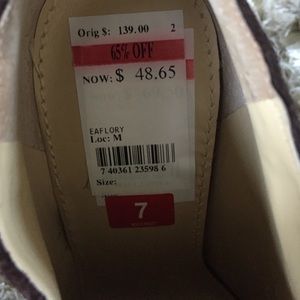 Orig $: 139.00 2
65% OFF
NOW: $ 48.65
EAFLORY
Loc: M
7 40361 23598 6
Size:
7